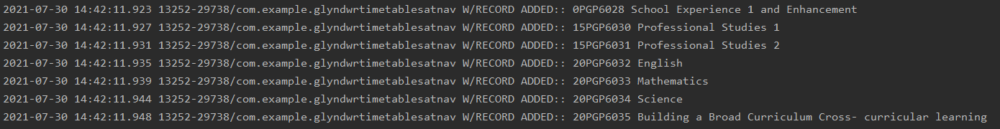 2021-07-30 14:42:11.923 13252-29738/com.example.glyndwrtimetablesatnav W/RECORD ADDED:: 0PGP6028 School Experience 1 and Enhancement
2021-07-30 14:42:11.927 13252-29738/com.example.glyndwrtimetablesatnav W/RECORD ADDED:: 15PGP6030 Professional Studies 1
2021-07-30 14:42:11.931 13252-29738/com.example.glyndwrtimetablesatnav W/RECORD ADDED:: 15PGP6031 Professional Studies 2
2021-07-30 14:42:11.935 13252-29738/com.example.glyndwrtimetablesatnav W/RECORD ADDED:: 20PGP6032 English
2021-07-30 14:42:11.939 13252-29738/com.example.glyndwrtimetablesatnav W/RECORD ADDED:: 20PGP6033 Mathematics
2021-07-30 14:42:11.944 13252-29738/com.example.glyndwrtimetablesatnav W/RECORD ADDED:: 20PGP6034 Science
2021-07-30 14:42:11.948 13252-29738/com.example.glyndwrtimetablesatnav W/RECORD ADDED:: 20PGP6035 Building a Broad Curriculum Cross- curricular learning